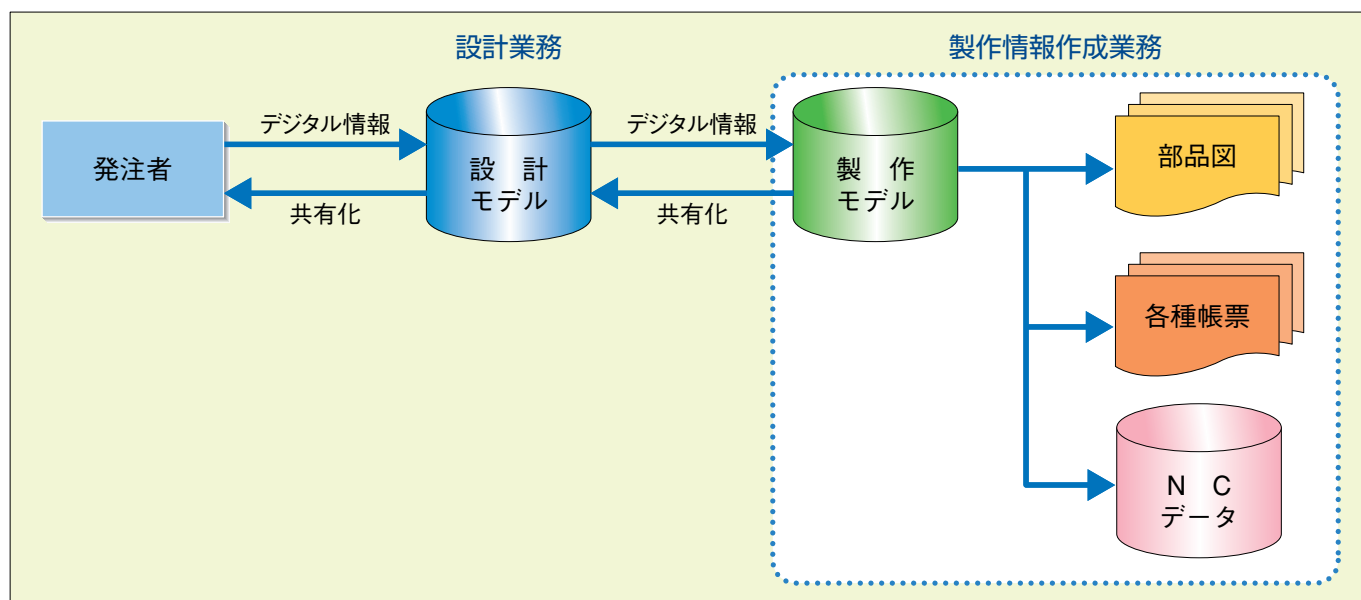 設計業務
製作情報作成業務
発注者
デジタル情報
共有化
設 計
モデル
デジタル情報
共有化
製 作
モデル
部品図
各種帳票
N C
データ